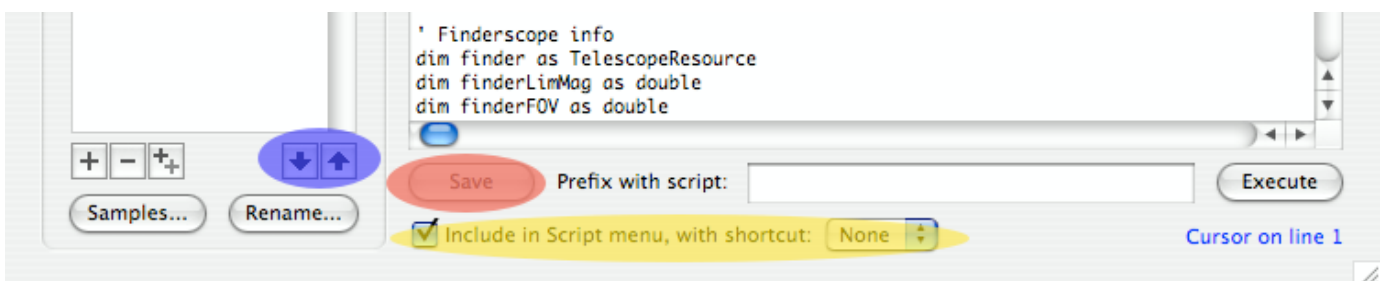 ' Finderscope info
dim finder as TelescopeResource
dim finderLimMag as double
dim finderFOV as double
Save Prefix with script: Execute
Samples... Rename...
Include in Script menu, with shortcut: None
Cursor on line 1